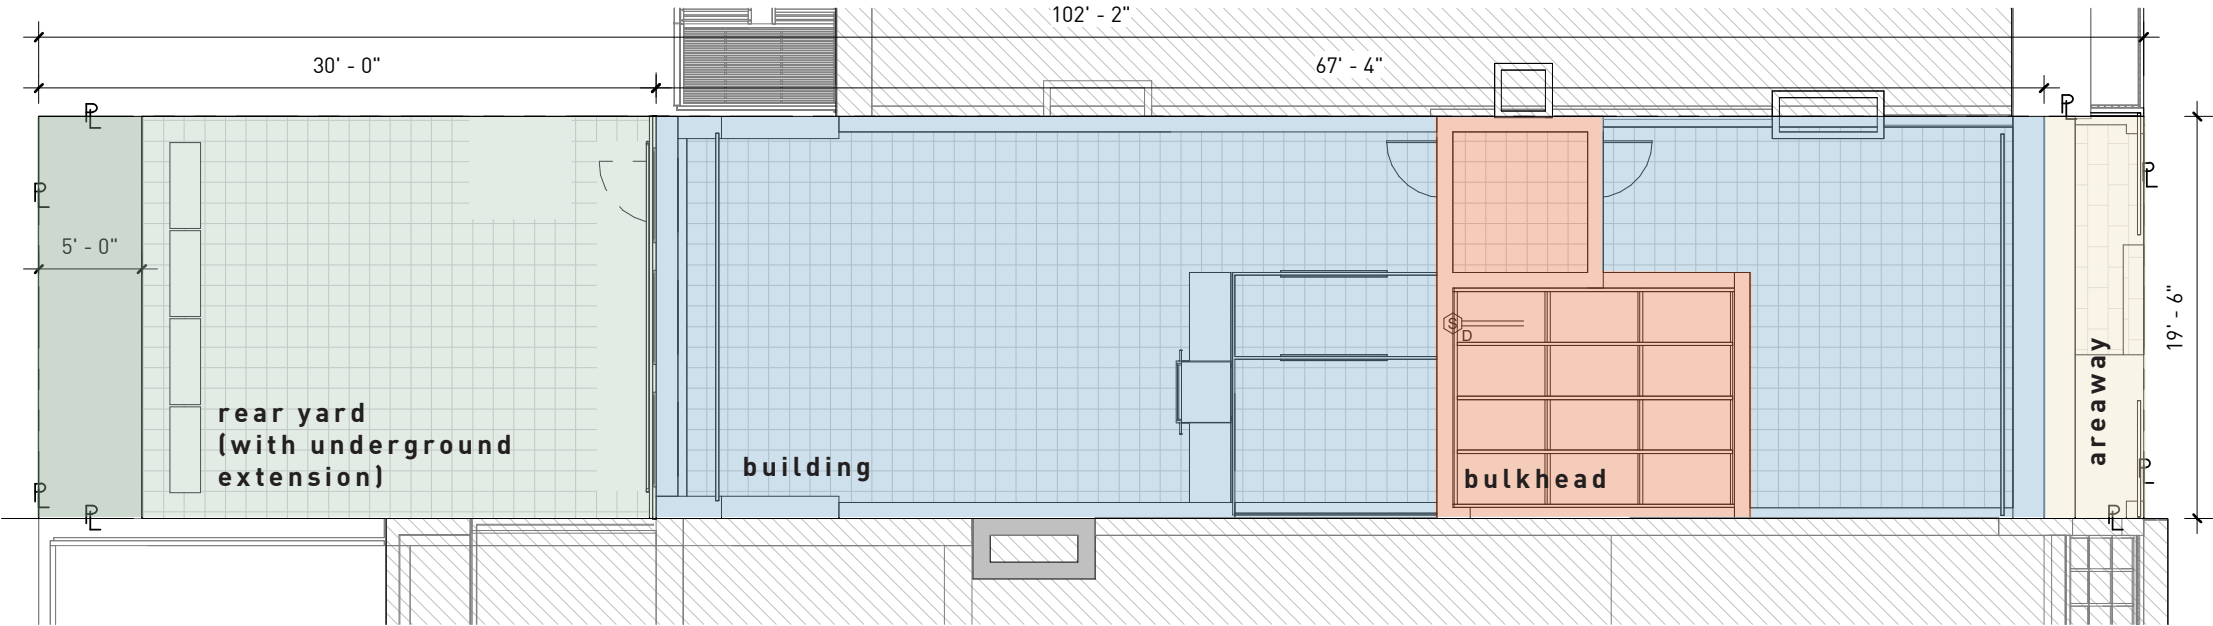 102' - 2"
30' - 0"
67' - 4"
PL
PL
PL
PL
5' - 0"
19' - 6"
S
D
rear yard
(with underground
extension)
building
bulkhead
areaway
PL
PL
PL
PL